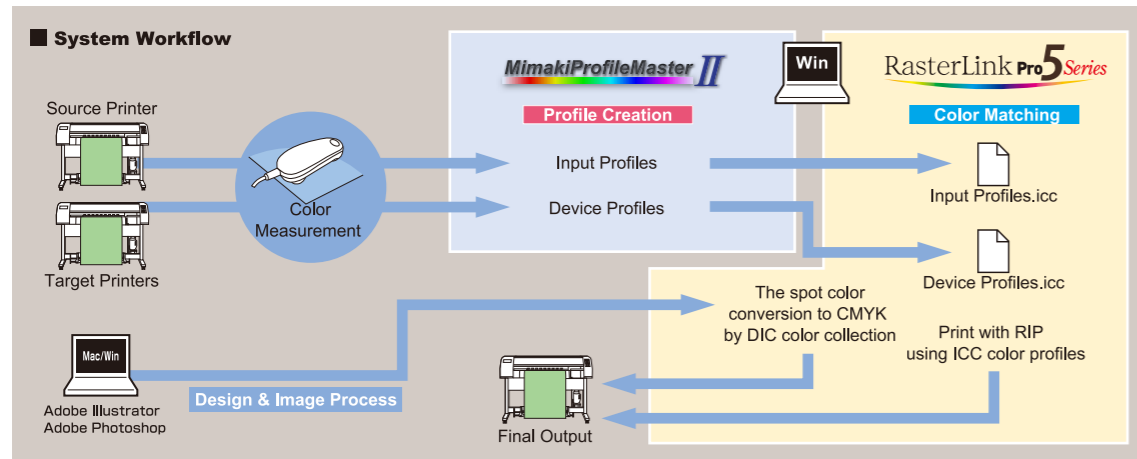 System Workflow
MimakiProfileMaster II
Win
RasterLink Pro5 Series
Profile Creation
Color Matching
Source Printer
Color
Measurement
Input Profiles
Input Profiles.icc
Device Profiles
Device Profiles.icc
Target Printers
The spot color
conversion to CMYK
by DIC color collection
Print with RIP
using ICC color profiles
Mac/Win
Design & Image Process
Adobe Illustrator
Adobe Photoshop
Final Output